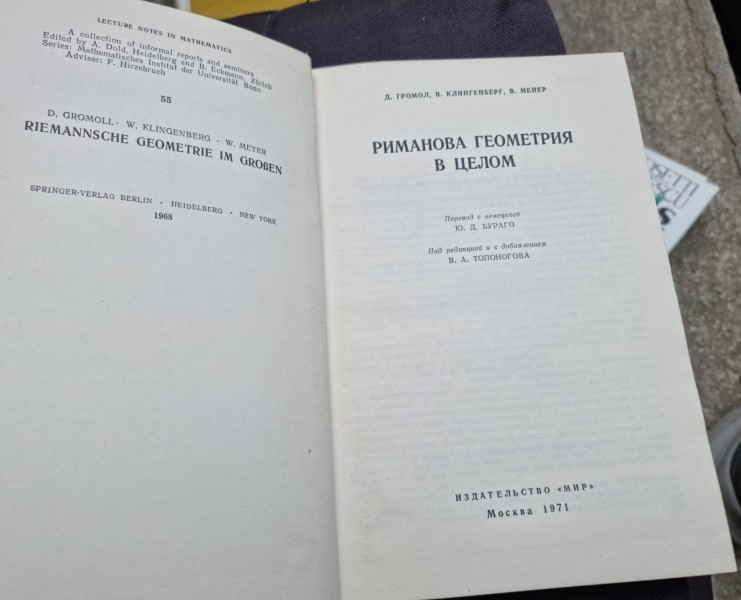 LECTURE NOTES IN MATHEMATICS
A collection of informal reports and seminars
Edited by A. Dold, Heidelberg and B. Eckmann, Zürich
Series: Mathematisches Institut der Universität Bonn
Adviser: F. Hirzebruch
55
D. GROMOLL · W. KLINGENBERG · W. MEYER
RIEMANNSCHE GEOMETRIE IM GROßEN
SPRINGER-VERLAG BERLIN · HEIDELBERG · NEW YORK
1968
Д. ГРОМОЛ, В. КЛИНГЕНБЕРГ, В. МЕЙЕР
РИМАНОВА ГЕОМЕТРИЯ
В ЦЕЛОМ
Перевод с немецкого
Ю. Д. БУРАГО
Под редакцией и с добавлением
В. А. ТОПОНОГОВА
ИЗДАТЕЛЬСТВО «МИР»
Москва 1971